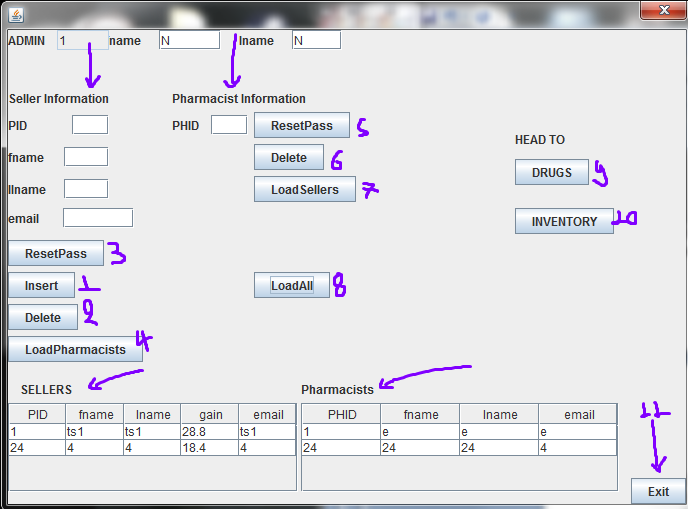 ADMIN 1 name N lname N
Seller Information Pharmacist Information
PID PHID ResetPass 5
HEAD TO
fname Delete 6
DRUGS 9
llname LoadSellers 7
email INVENTORY 10
ResetPass 3
Insert 1 LoadAll 8
Delete 2
LoadPharmacists 4
SELLERS Pharmacists
PID fname lname gain email PHID fname lname email
1 ts1 ts1 28.8 ts1 1 e e e
24 4 4 18.4 4 24 24 24 4
11
Exit